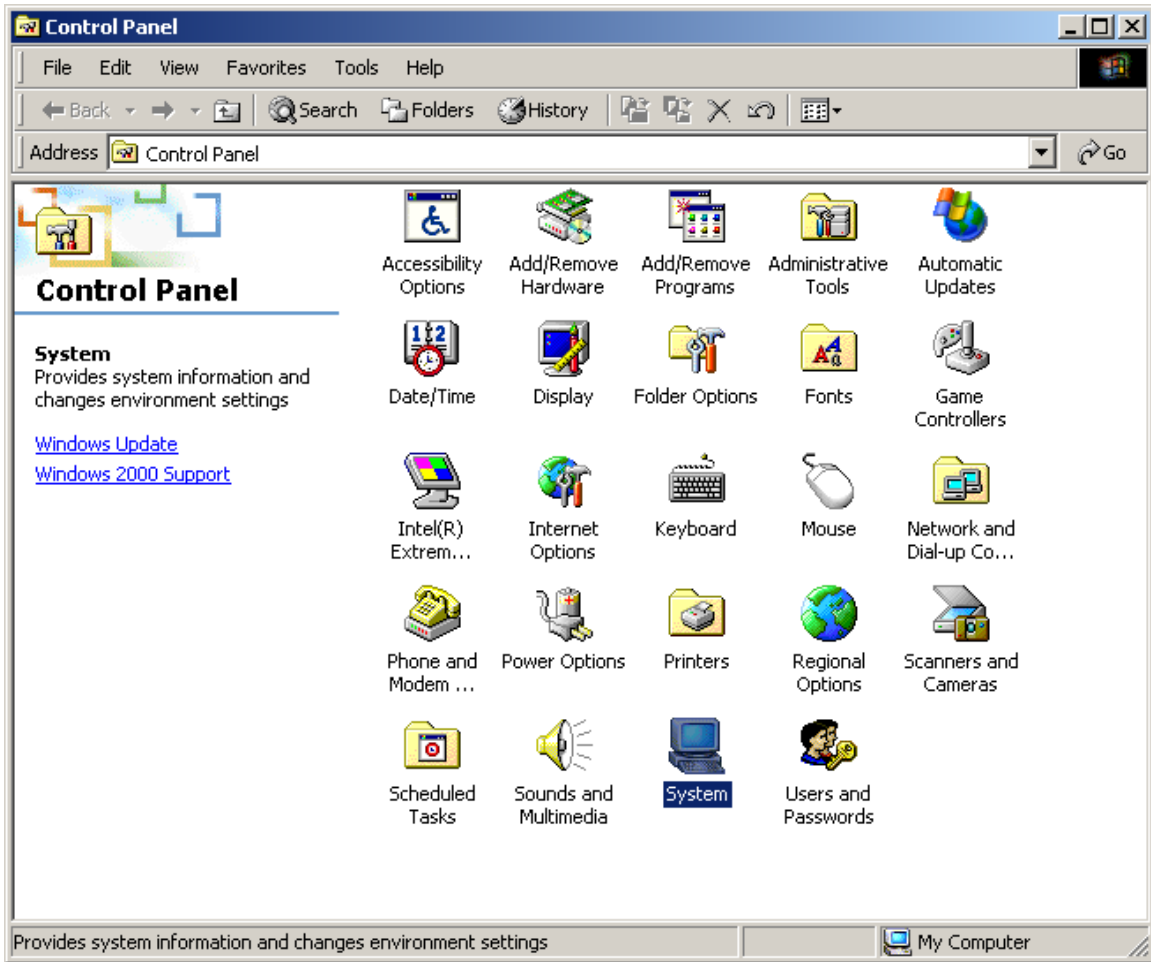 Control Panel
File Edit View Favorites Tools Help
Back Search Folders History
Address Control Panel Go
Control Panel
System
Provides system information and
changes environment settings
Windows Update
Windows 2000 Support
Accessibility
Options
Add/Remove
Hardware
Add/Remove
Programs
Administrative
Tools
Automatic
Updates
Date/Time
Display
Folder Options
Fonts
Game
Controllers
Intel(R)
Extrem...
Internet
Options
Keyboard
Mouse
Network and
Dial-up Co...
Phone and
Modem ...
Power Options
Printers
Regional
Options
Scanners and
Cameras
Scheduled
Tasks
Sounds and
Multimedia
System
Users and
Passwords
Provides system information and changes environment settings My Computer